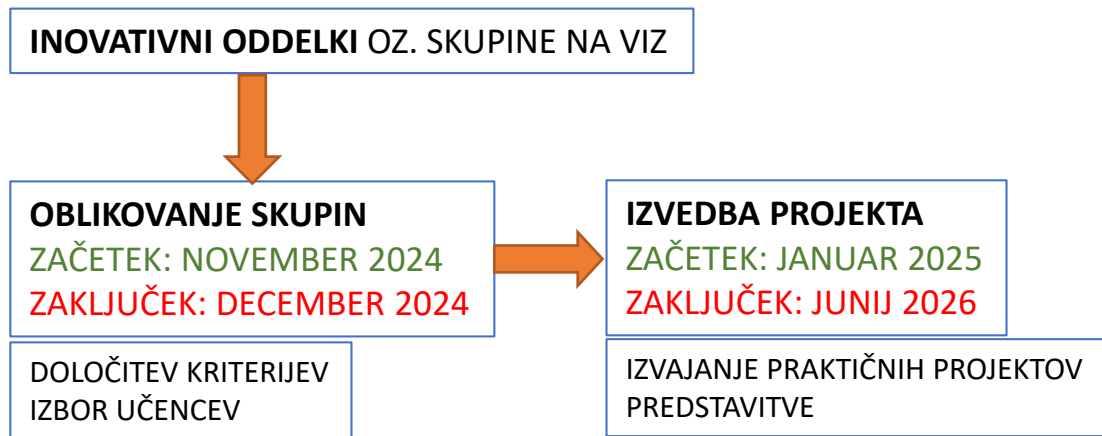 INOVATIVNI ODDELKI OZ. SKUPINE NA VIZ
OBLIKOVANJE SKUPIN
ZAČETEK: NOVEMBER 2024
ZAKLJUČEK: DECEMBER 2024
DOLOČITEV KRITERIJEV
IZBOR UČENCEV
IZVEDBA PROJEKTA
ZAČETEK: JANUAR 2025
ZAKLJUČEK: JUNIJ 2026
IZVAJANJE PRAKTIČNIH PROJEKTOV
PREDSTAVITVE